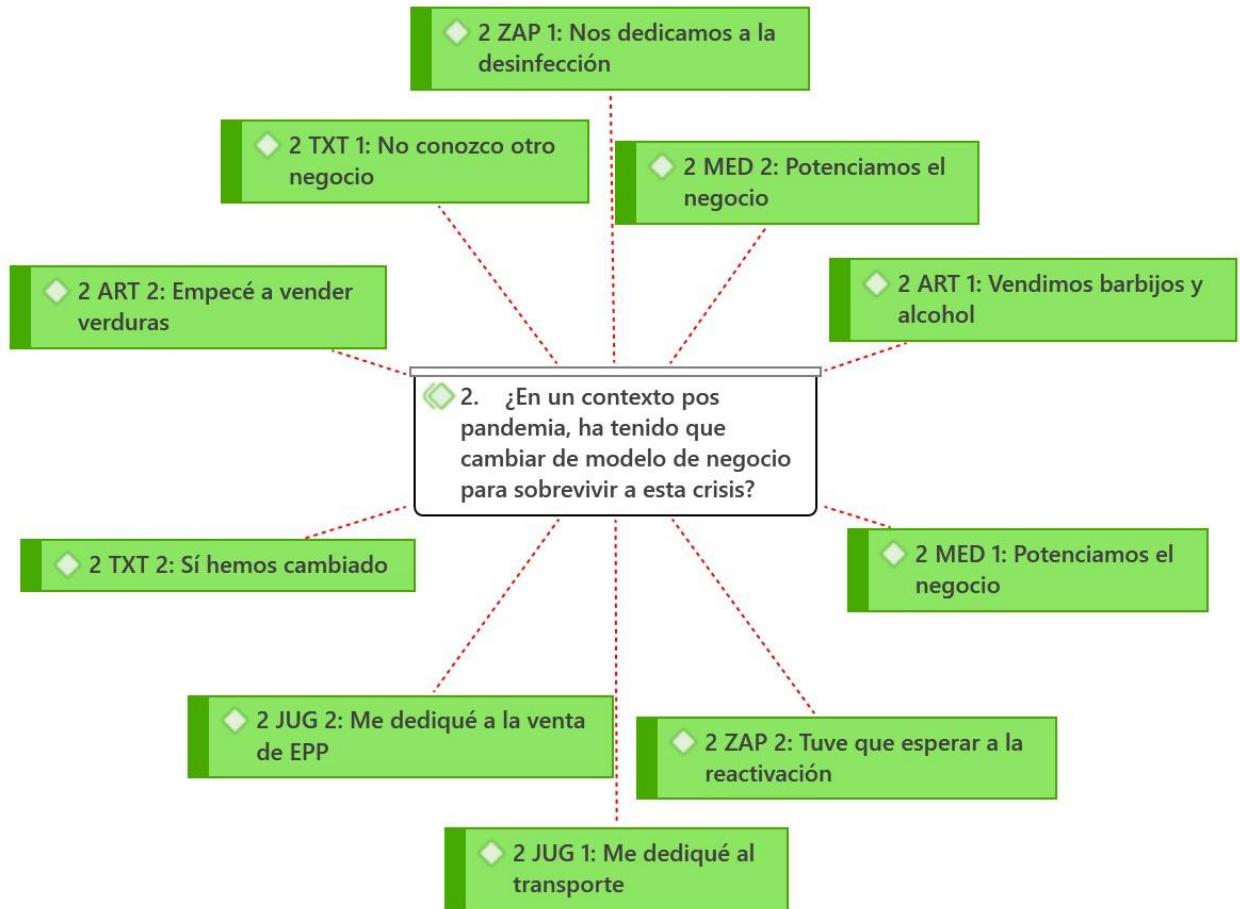 2 ZAP 1: Nos dedicamos a la
desinfección
2 TXT 1: No conozco otro
negocio
2 MED 2: Potenciamos el
negocio
2 ART 2: Empecé a vender
verduras
2 ART 1: Vendimos barbijos y
alcohol
2. ¿En un contexto pos
pandemia, ha tenido que
cambiar de modelo de negocio
para sobrevivir a esta crisis?
2 TXT 2: Sí hemos cambiado
2 MED 1: Potenciamos el
negocio
2 JUG 2: Me dediqué a la venta
de EPP
2 ZAP 2: Tuve que esperar a la
reactivación
2 JUG 1: Me dediqué al
transporte